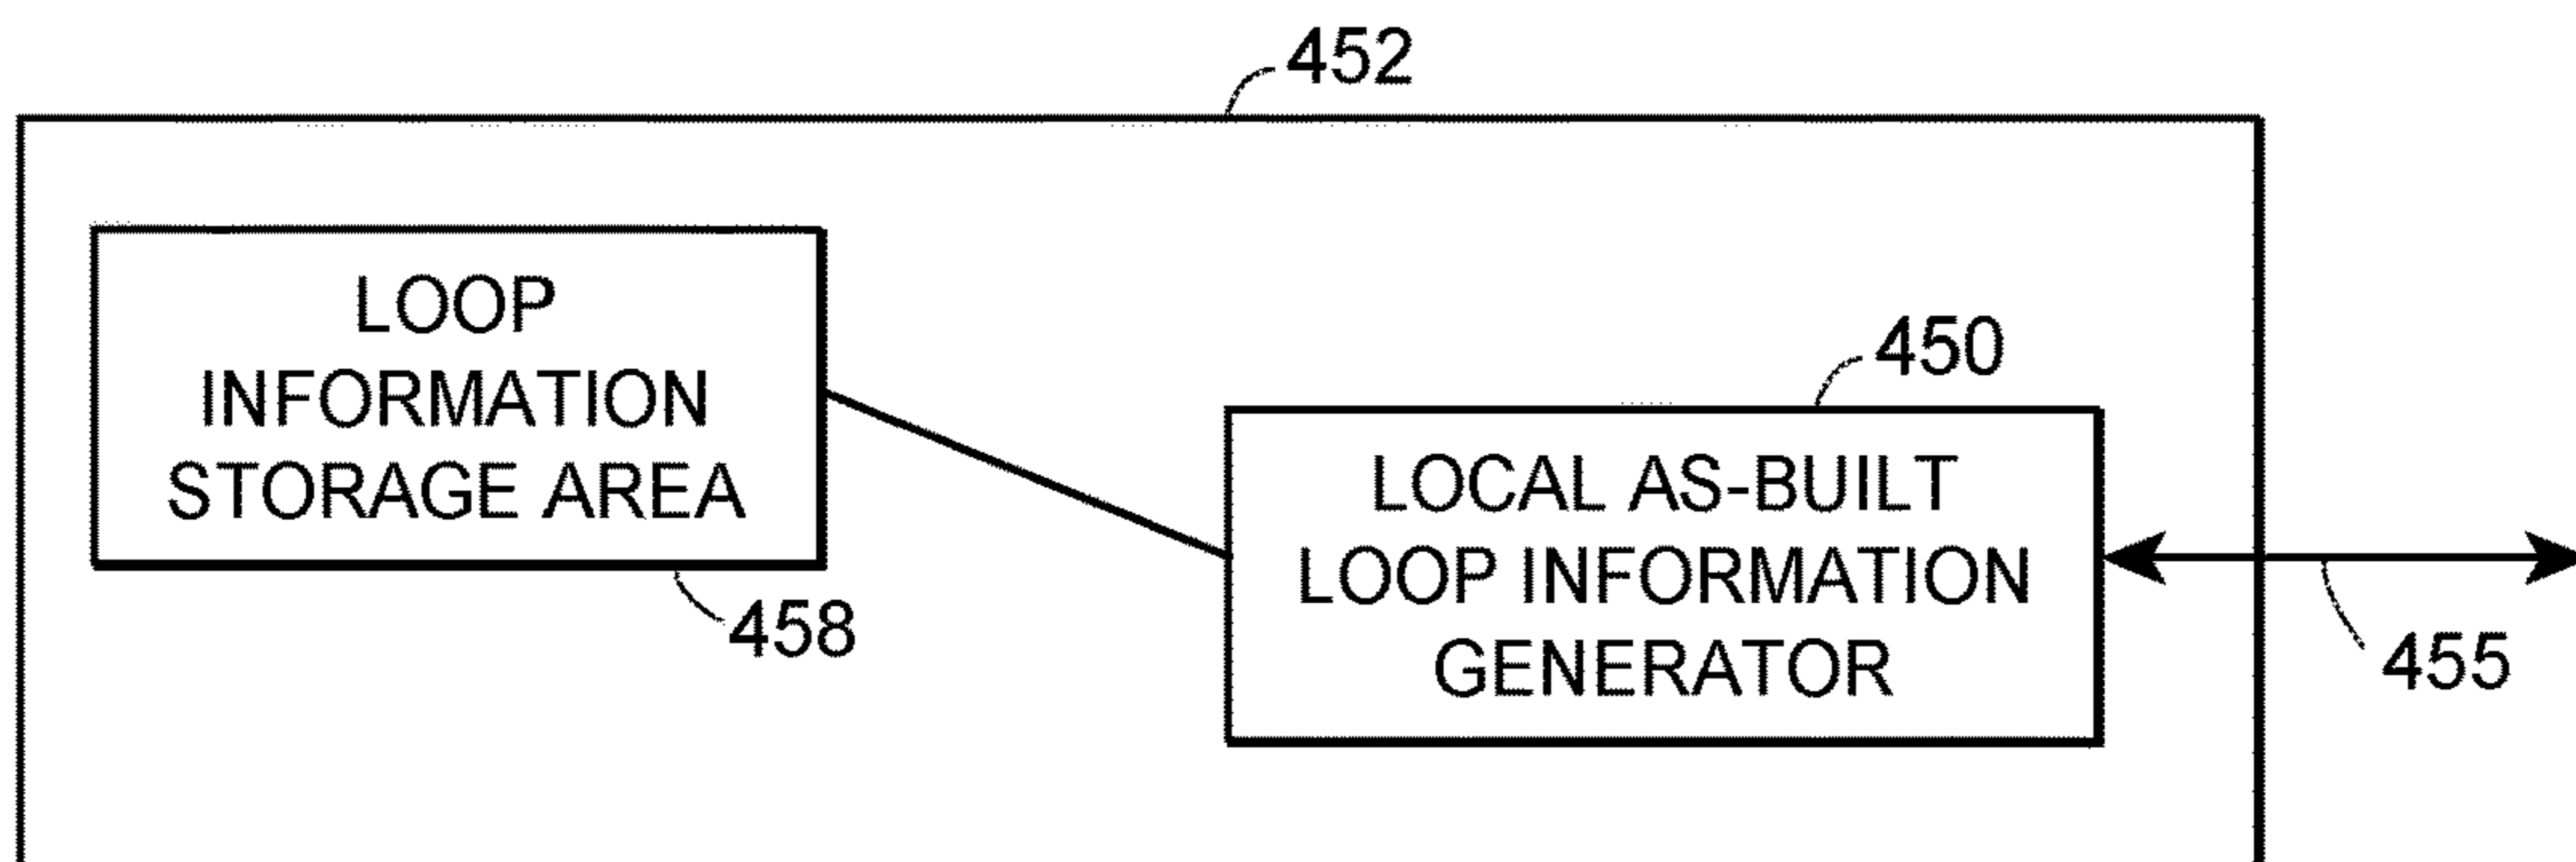 452
LOOP
INFORMATION
STORAGE AREA
458
450
LOCAL AS-BUILT
LOOP INFORMATION
GENERATOR
455